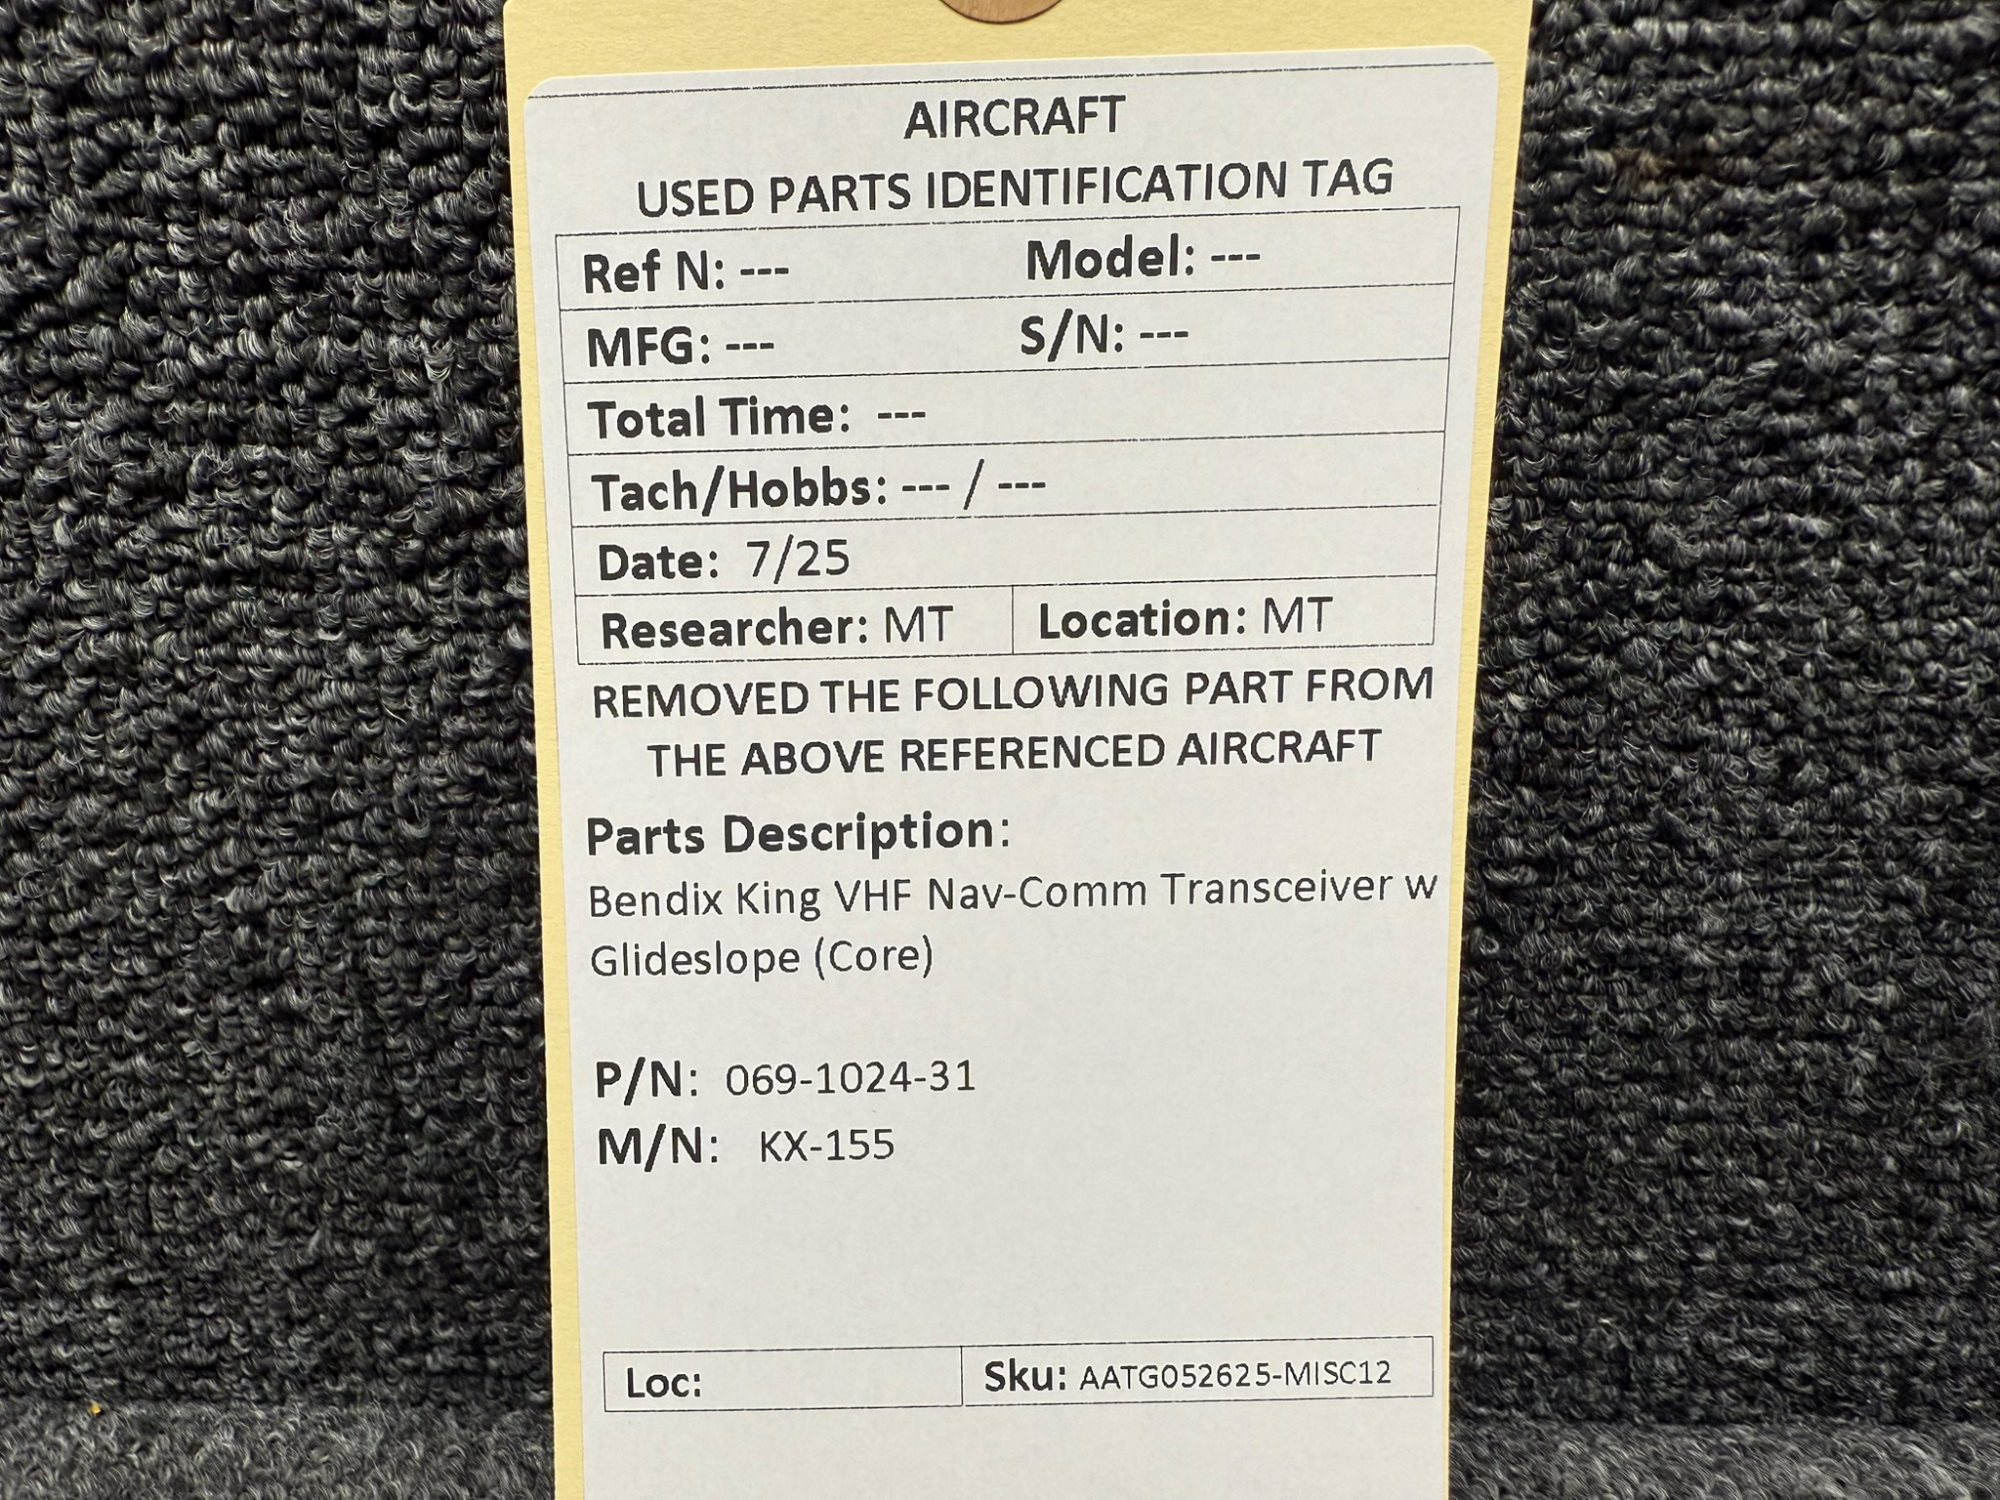 AIRCRAFT
USED PARTS IDENTIFICATION TAG
Ref N: --- Model: ---
MFG: --- S/N: ---
Total Time: ---
Tach/Hobbs: --- / ---
Date: 7/25
Researcher: MT Location: MT
REMOVED THE FOLLOWING PART FROM
THE ABOVE REFERENCED AIRCRAFT
Parts Description:
Bendix King VHF Nav-Comm Transceiver w
Glideslope (Core)
P/N: 069-1024-31
M/N: KX-155
Loc: Sku: AATG052625-MISC12